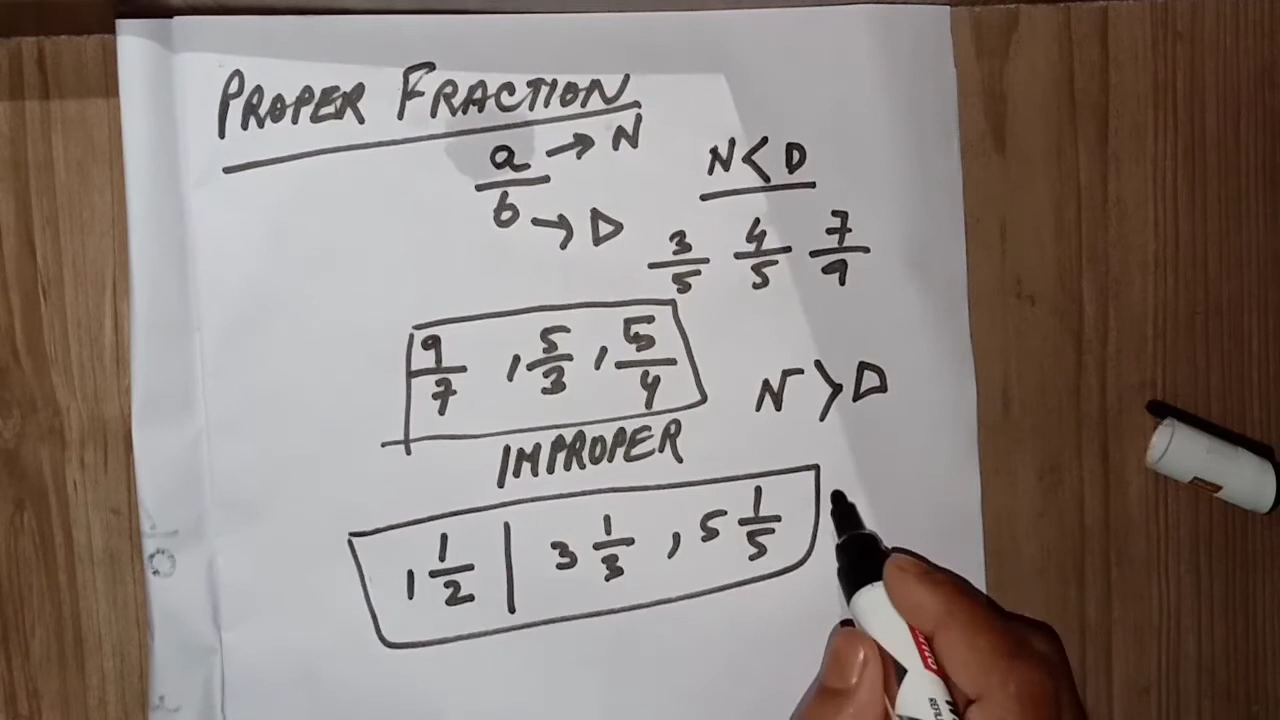 PROPER FRACTION
a/b → N → D
N < D
3/5 4/5 7/9
9/7 , 5/3 , 5/4
N > D
IMPROPER
1 1/2 | 3 1/3 , 5 1/5